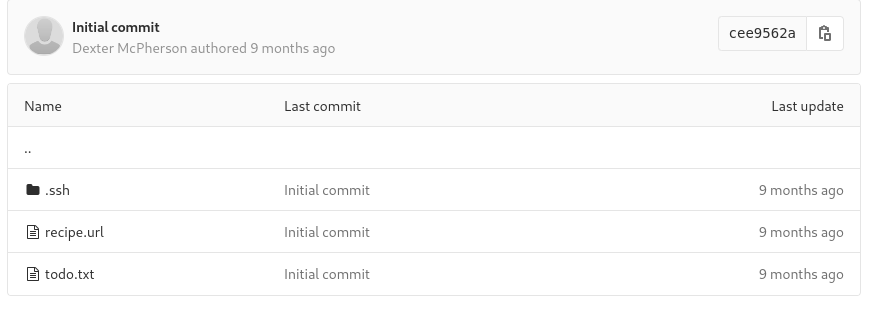 Initial commit
Dexter McPherson authored 9 months ago
cee9562a
Name Last commit Last update
..
.ssh Initial commit 9 months ago
recipe.url Initial commit 9 months ago
todo.txt Initial commit 9 months ago